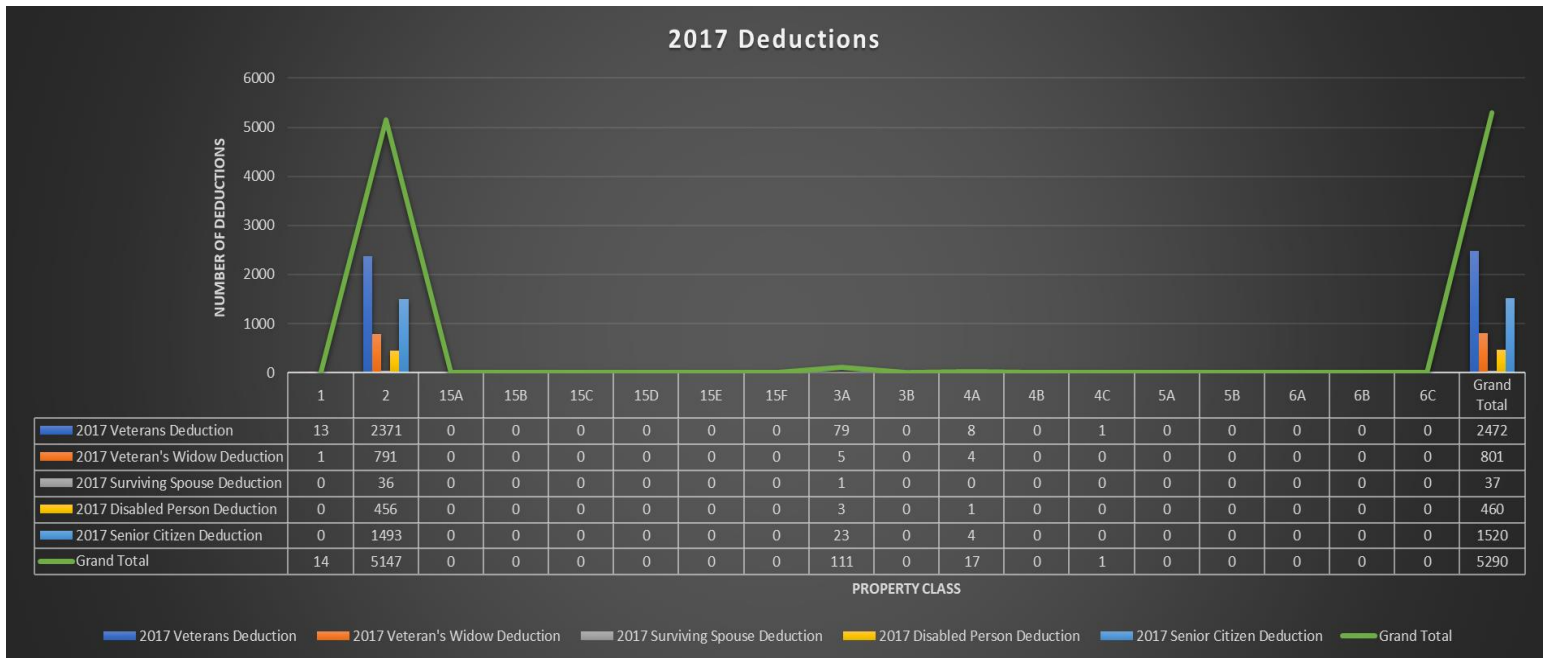 2017 Deductions
6000
5000
4000
3000
2000
1000
0
NUMBER OF DEDUCTIONS
1 2 15A 15B 15C 15D 15E 15F 3A 3B 4A 4B 4C 5A 5B 6A 6B 6C Grand Total
2017 Veterans Deduction 13 2371 0 0 0 0 0 0 79 0 8 0 1 0 0 0 0 0 2472
2017 Veteran's Widow Deduction 1 791 0 0 0 0 0 0 5 0 4 0 0 0 0 0 0 0 801
2017 Surviving Spouse Deduction 0 36 0 0 0 0 0 0 1 0 0 0 0 0 0 0 0 0 37
2017 Disabled Person Deduction 0 456 0 0 0 0 0 0 3 0 1 0 0 0 0 0 0 0 460
2017 Senior Citizen Deduction 0 1493 0 0 0 0 0 0 23 0 4 0 0 0 0 0 0 0 1520
Grand Total 14 5147 0 0 0 0 0 0 111 0 17 0 1 0 0 0 0 0 5290
PROPERTY CLASS
2017 Veterans Deduction 2017 Veteran's Widow Deduction 2017 Surviving Spouse Deduction 2017 Disabled Person Deduction 2017 Senior Citizen Deduction Grand Total